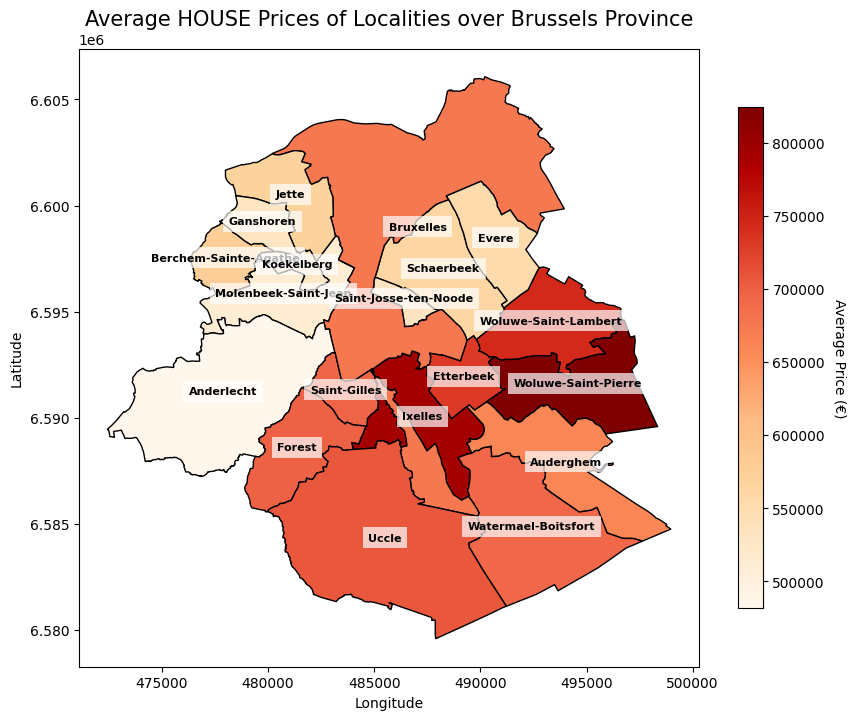 Average HOUSE Prices of Localities over Brussels Province
1e6
6.605
6.600
6.595
6.590
6.585
6.580
Latitude
Jette
Ganshoren
Bruxelles
Evere
Berchem-Sainte-Agathe
Koekelberg
Schaerbeek
Molenbeek-Saint-Jean
Saint-Josse-ten-Noode
Woluwe-Saint-Lambert
Anderlecht
Saint-Gilles
Etterbeek
Woluwe-Saint-Pierre
Ixelles
Forest
Auderghem
Watermael-Boitsfort
Uccle
475000 480000 485000 490000 495000 500000
Longitude
800000
750000
700000
650000
600000
550000
500000
Average Price (€)